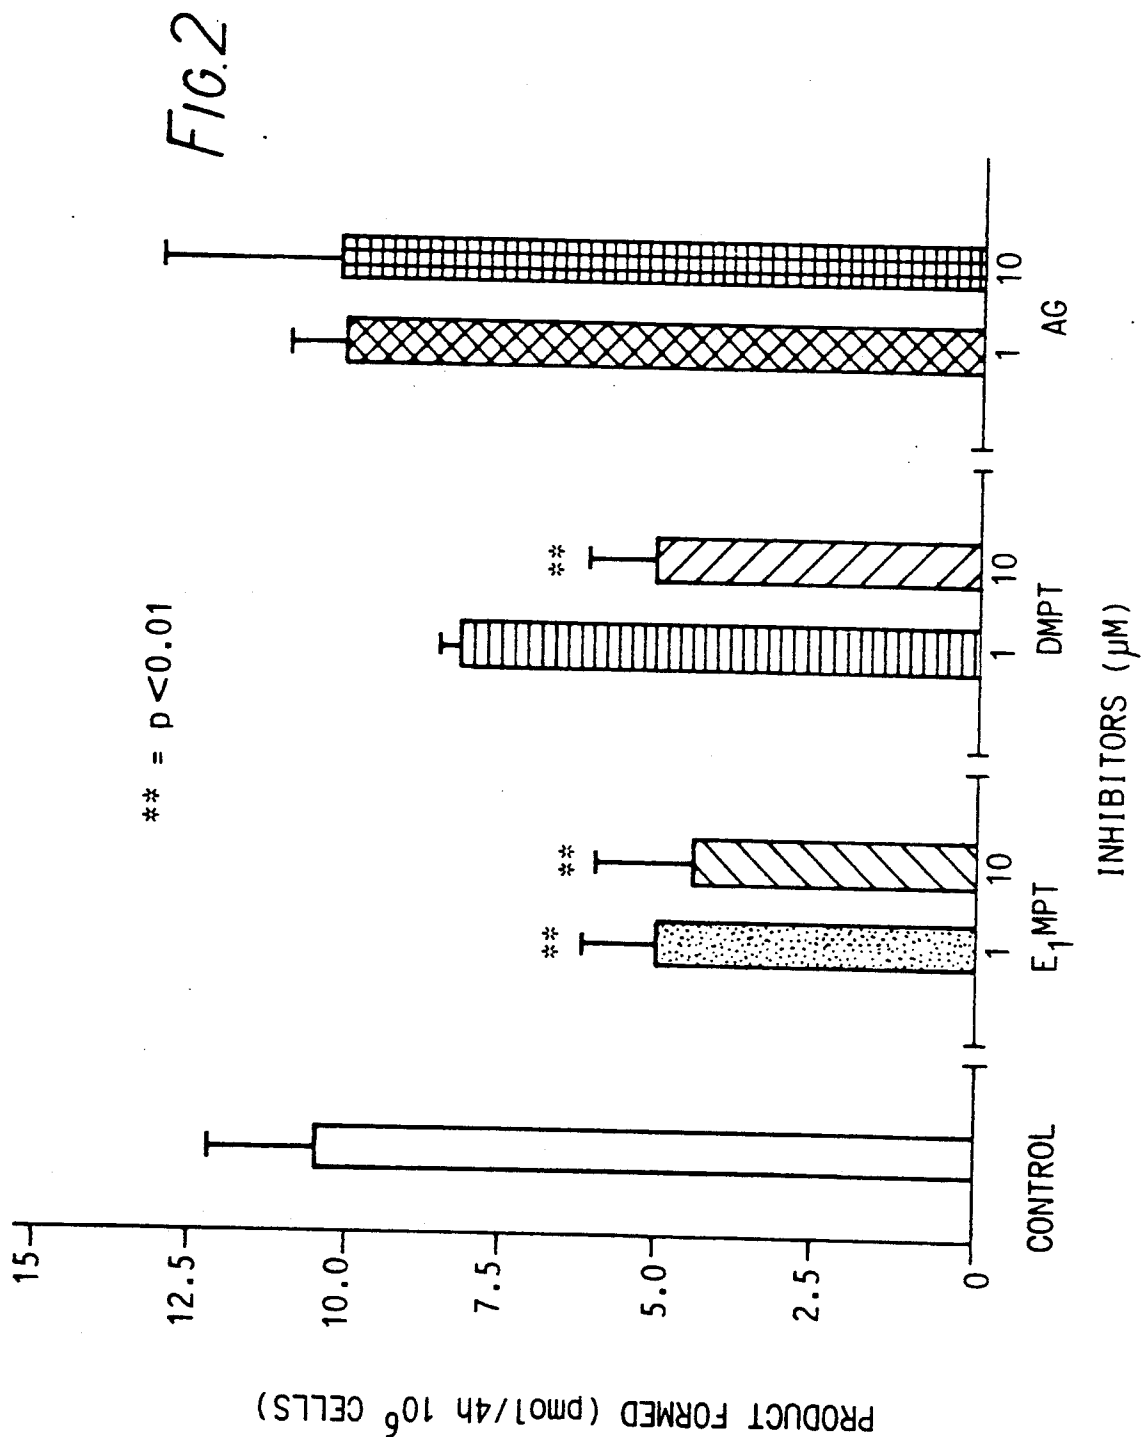 FIG.2
** = p<0.01
PRODUCT FORMED (pmol/4h 10⁶ CELLS)
15
12.5
10.0
7.5
5.0
2.5
0
**
**
**
1
10
1
10
1
10
CONTROL
E₁MPT
DMPT
AG
INHIBITORS (μM)